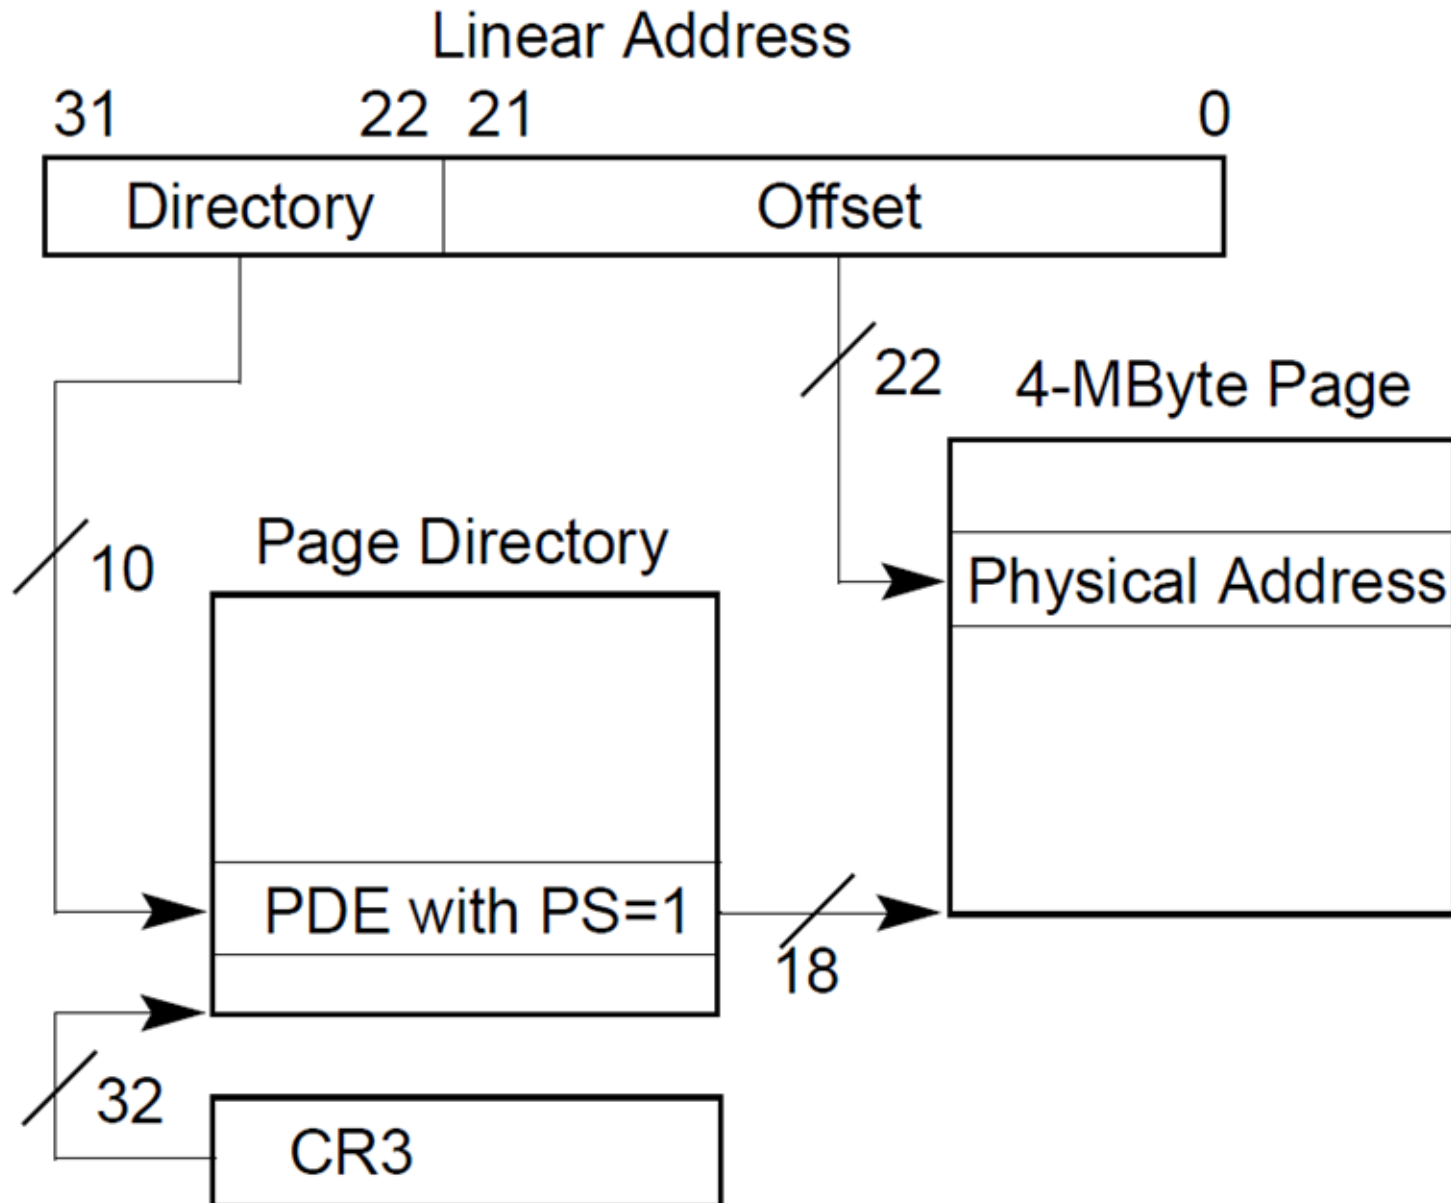 Linear Address
31 22 21 0
Directory Offset
22
4-MByte Page
10
Page Directory
Physical Address
PDE with PS=1
18
32
CR3